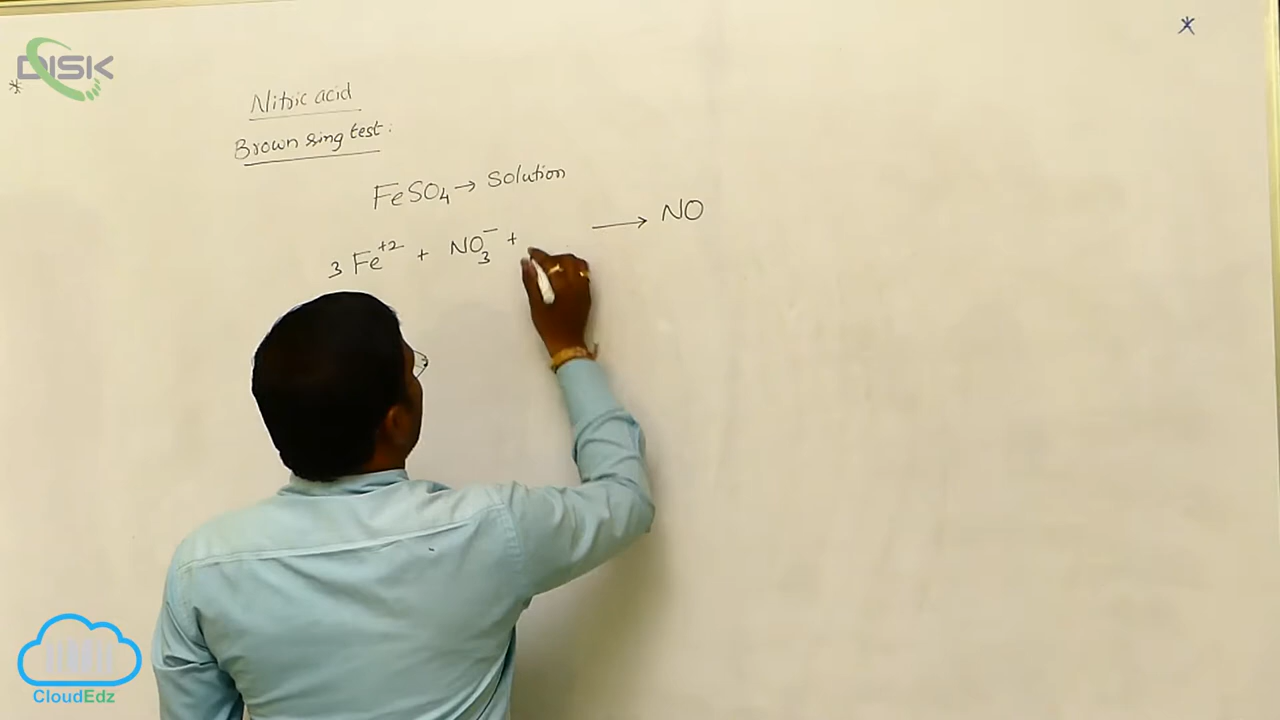 DISK
Nitric acid
Brown ring test:
FeSO₄ → Solution
3 Fe⁺² + NO₃⁻ + → NO
CloudEdz